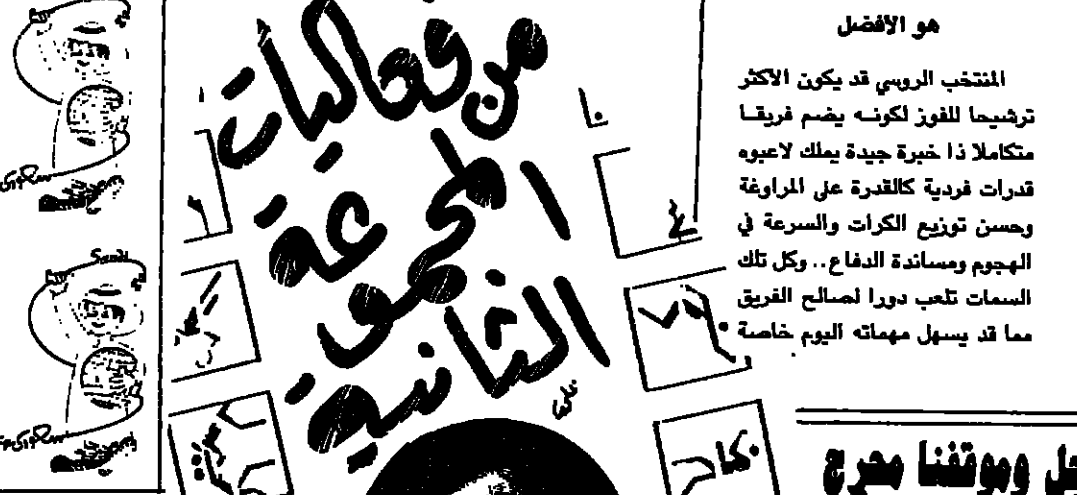 هو الأفضل
المنتخب الروسي قد يكون الاكثر
ترشيحا للفوز لكونه يضم فريقا
متكاملا ذا خبرة جيدة يملك لاعبوه
قدرات فردية كالقدرة على المراوغة
وحسن توزيع الكرات والسرعة في
الهجوم ومساندة الدفاع.. وكل تلك
السمات تلعب دورا لصالح الفريق
مما قد يسهل مهماته اليوم خاصة
وموقفنا محرج
من فعاليات
المجموعة
الثانية